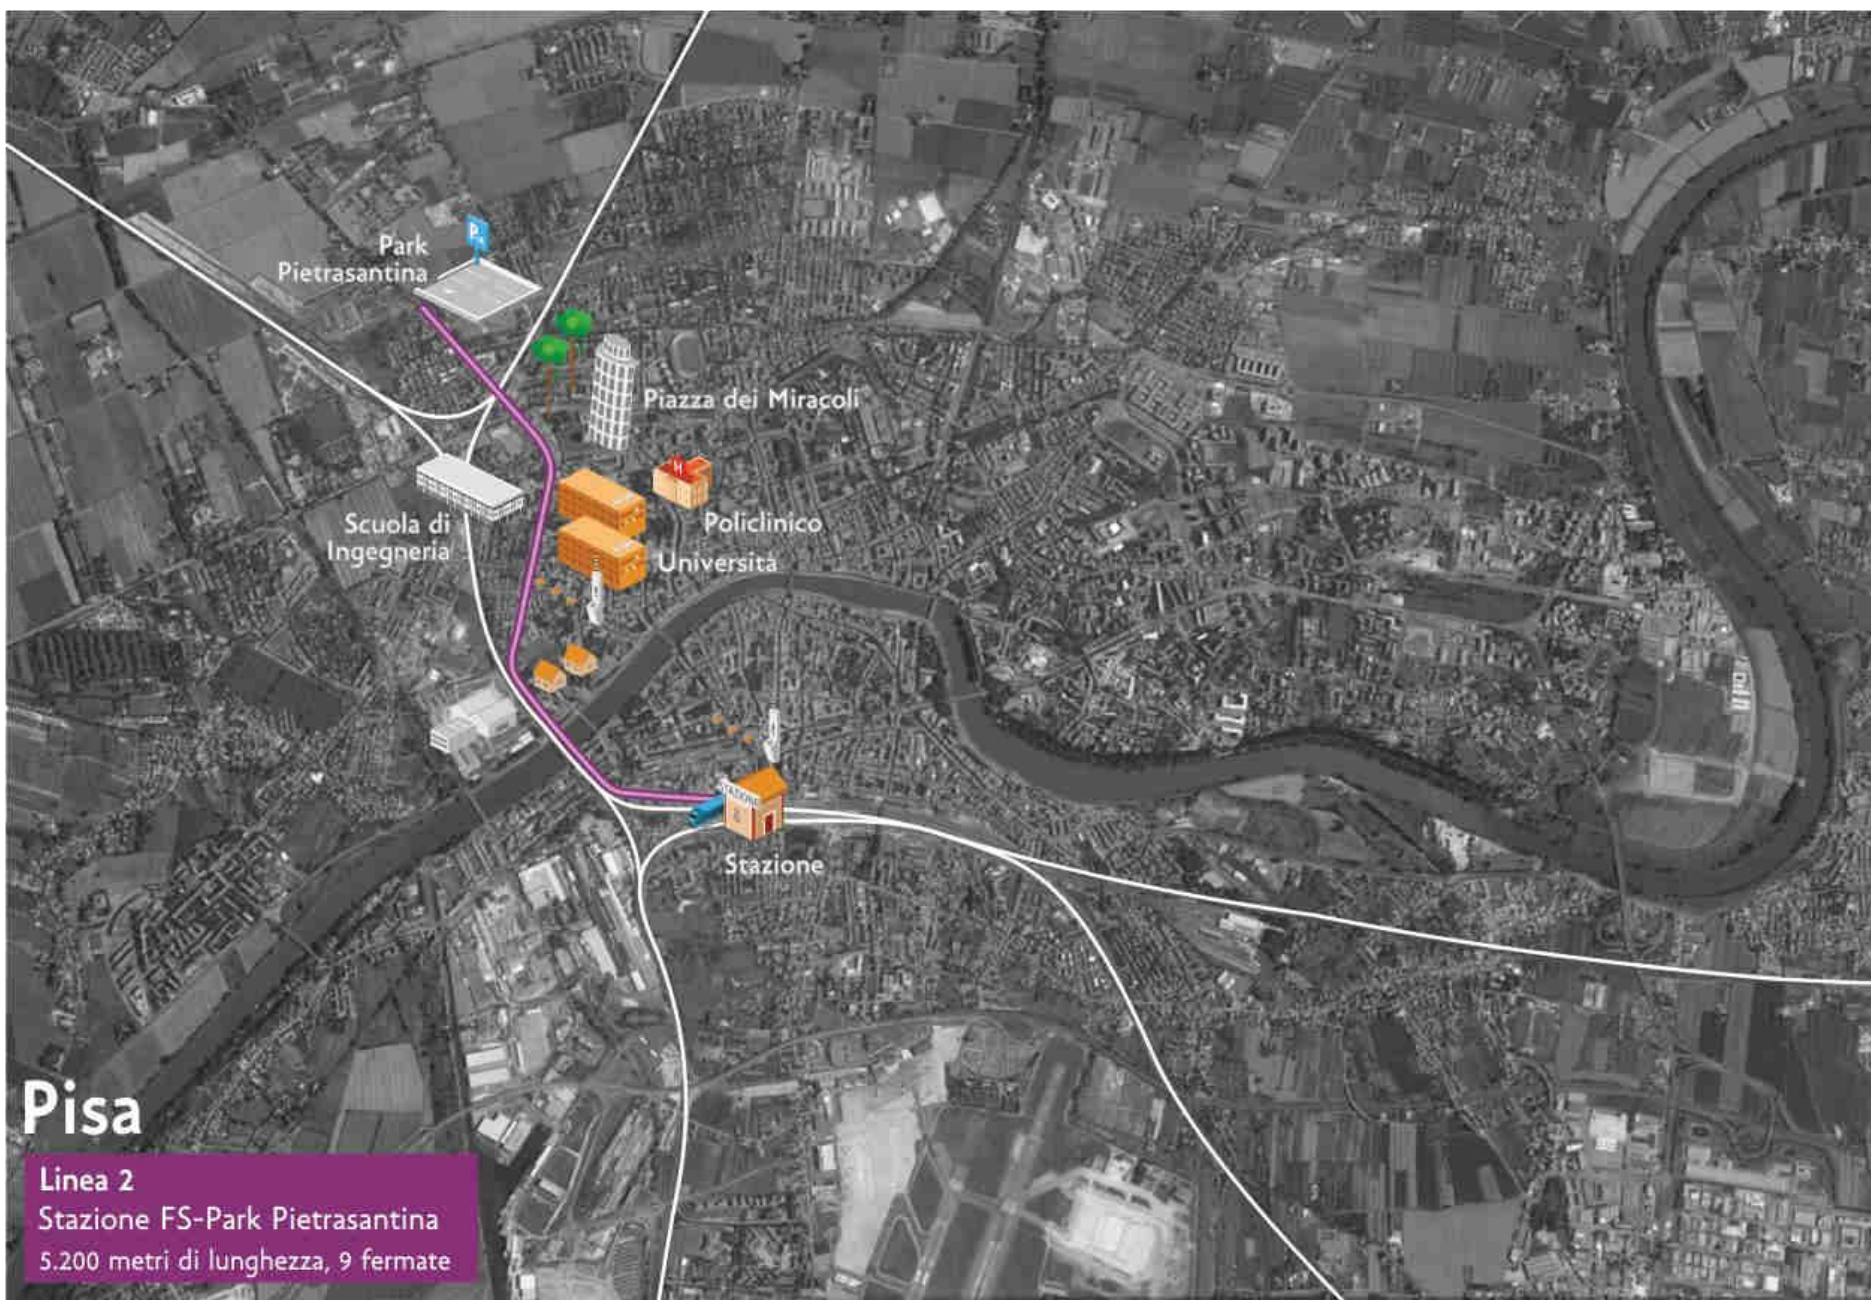 P
Park
Pietrasantina
Piazza dei Miracoli
H
Policlinico
Scuola di
Ingegneria
Università
STAZIONE
Stazione
Pisa
Linea 2
Stazione FS-Park Pietrasantina
5.200 metri di lunghezza, 9 fermate